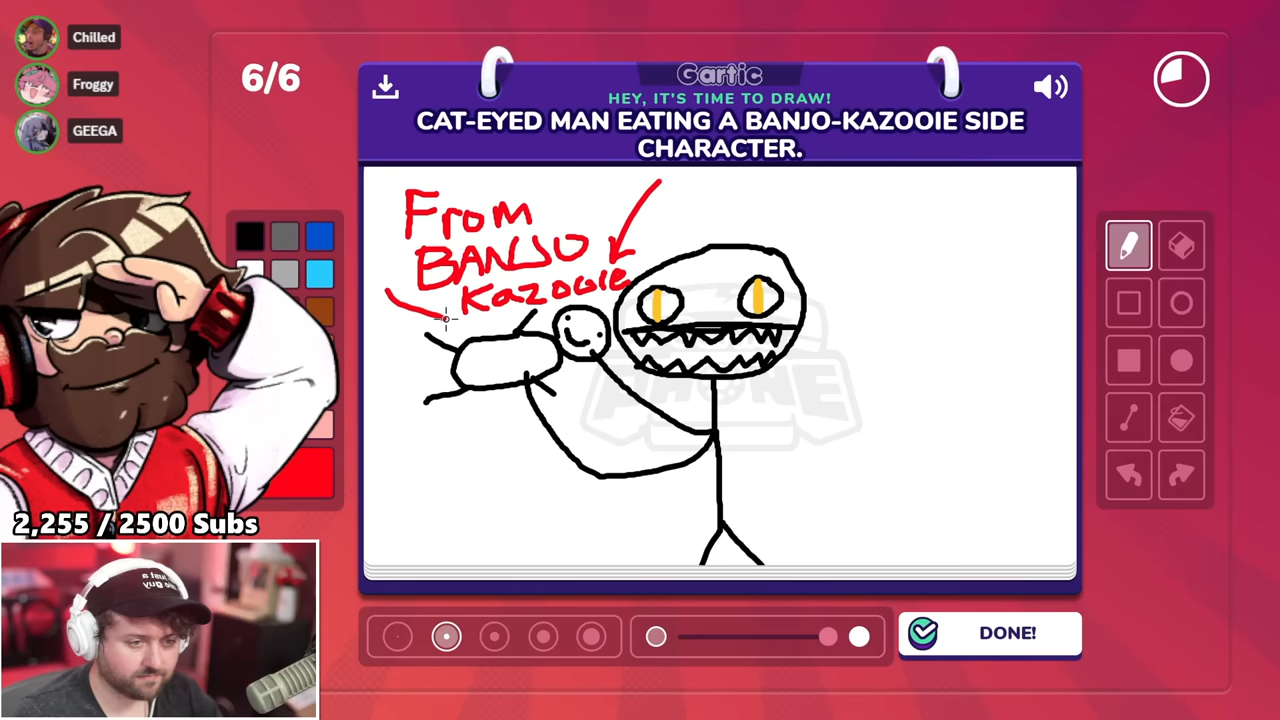 Chilled
Froggy
GEEGA
6/6
Gartic
HEY, IT'S TIME TO DRAW!
CAT-EYED MAN EATING A BANJO-KAZOOIE SIDE
CHARACTER.
From
BANJO
Kazooie
PHONE
2,255 / 2500 Subs
DONE!